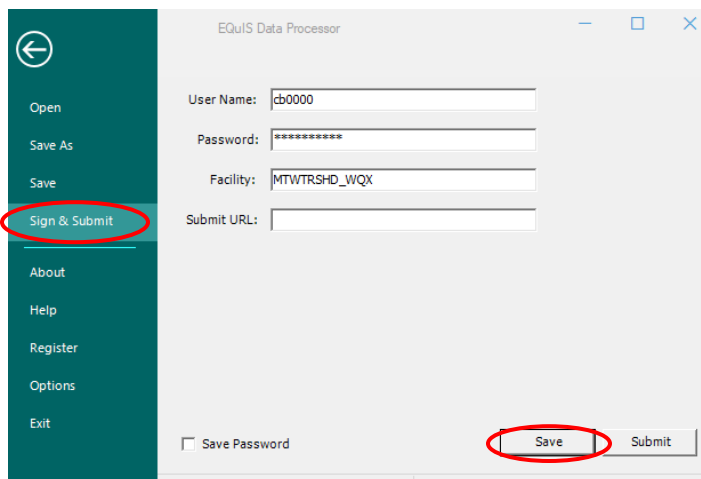 EQuIS Data Processor
Open
Save As
Save
Sign & Submit
About
Help
Register
Options
Exit
User Name: cb0000
Password: **********
Facility: MTWTRSHD_WQX
Submit URL:
Save Password
Save
Submit